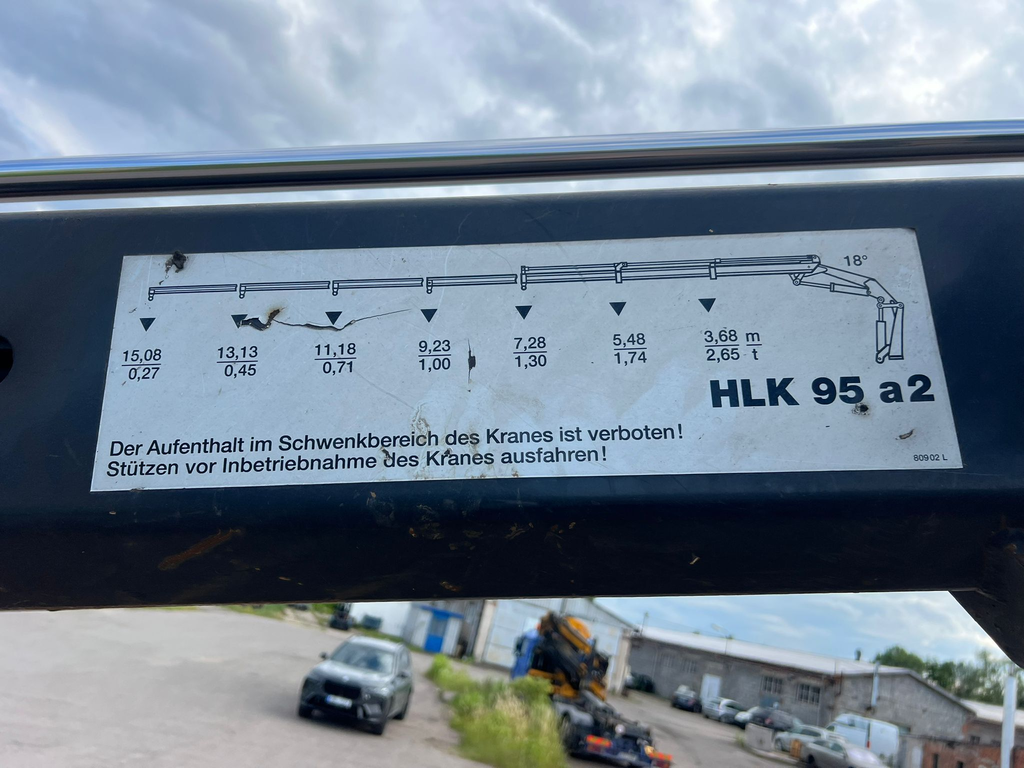 18°
15,08 13,13 11,18 9,23 7,28 5,48 3,68 m
0,27 0,45 0,71 1,00 1,30 1,74 2,65 t
HLK 95 a2
Der Aufenthalt im Schwenkbereich des Kranes ist verboten!
Stützen vor Inbetriebnahme des Kranes ausfahren!
80902 L